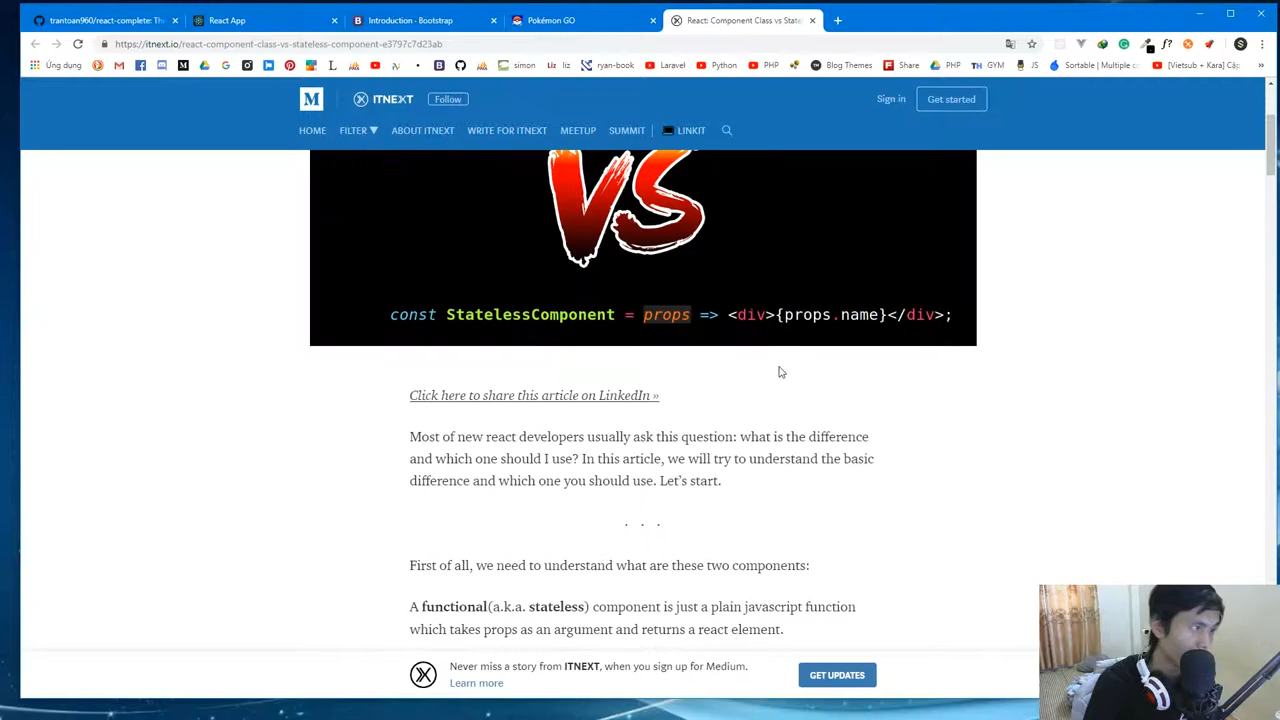 trantoan960/react-complete: Th
React App
Introduction · Bootstrap
Pokémon GO
React: Component Class vs State
https://itnext.io/react-component-class-vs-stateless-component-e3797c7d23ab
Ứng dụng
simon
liz
ryan-book
Laravel
Python
PHP
Blog Themes
Share
PHP
GYM
JS
Sortable | Multiple c
[Vietsub + Kara] Cặp
M
ITNEXT
Follow
Sign in
Get started
HOME
FILTER ▼
ABOUT ITNEXT
WRITE FOR ITNEXT
MEETUP
SUMMIT
LINKIT
VS
const StatelessComponent = props => <div>{props.name}</div>;
Click here to share this article on LinkedIn »
Most of new react developers usually ask this question: what is the difference
and which one should I use? In this article, we will try to understand the basic
difference and which one you should use. Let's start.
. . .
First of all, we need to understand what are these two components:
A functional(a.k.a. stateless) component is just a plain javascript function
which takes props as an argument and returns a react element.
Never miss a story from ITNEXT, when you sign up for Medium.
Learn more
GET UPDATES